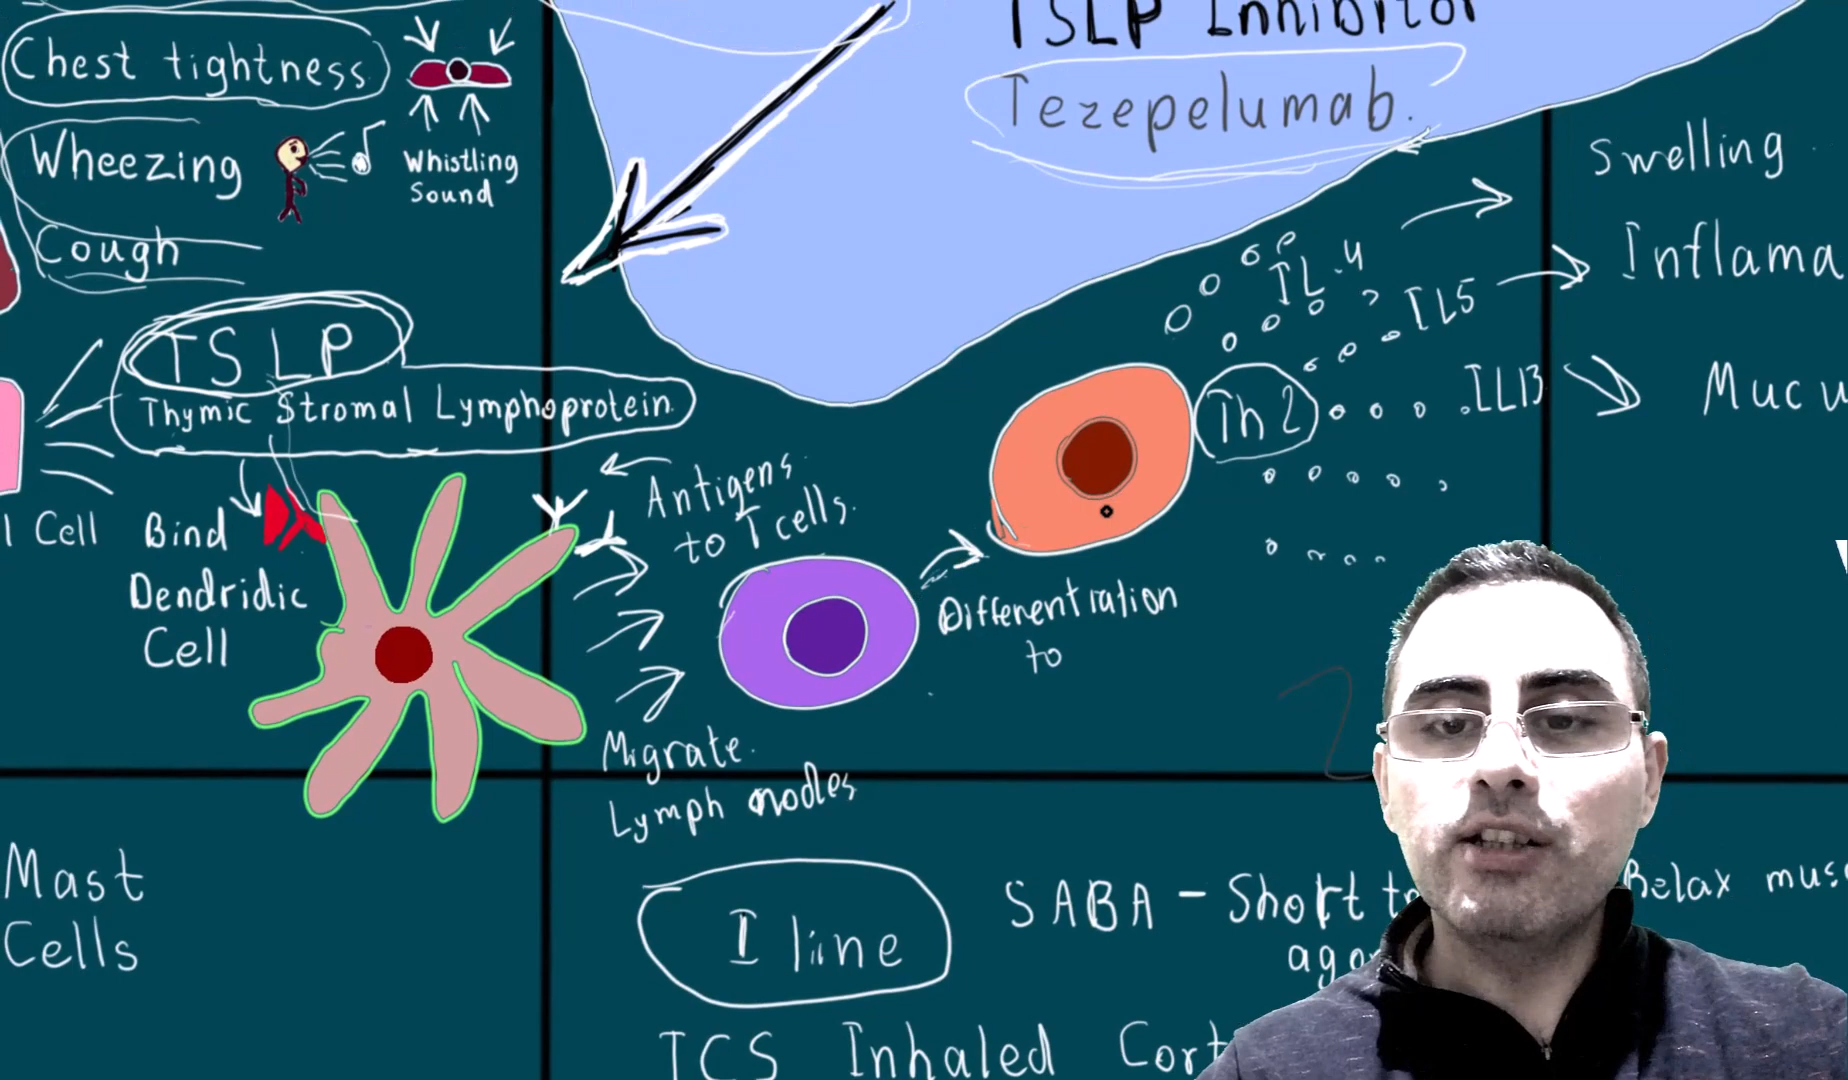 TSLP Inhibitor
Tezepelumab.
Chest tightness
Wheezing
Whistling
Sound
Cough
TSLP
Thymic Stromal Lymphoprotein
l Cell
Bind
Dendridic
Cell
Antigens
to T cells.
Migrate.
Lymph nodes
Differentiation
to
Th2
IL-4
IL5
IL13
Swelling
Inflama
Mucu
Mast
Cells
I line
SABA - Short
Relax mus
ICS Inhaled Cort